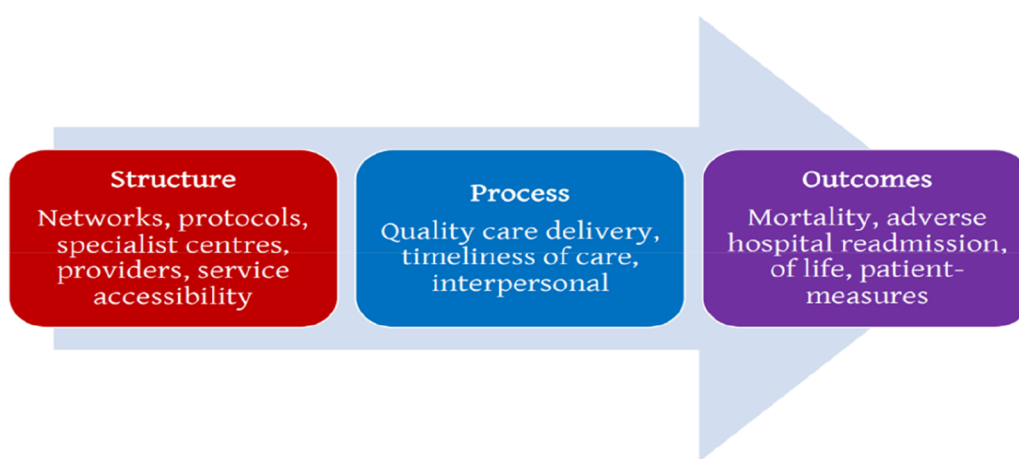 Structure
Networks, protocols,
specialist centres,
providers, service
accessibility
Process
Quality care delivery,
timeliness of care,
interpersonal
Outcomes
Mortality, adverse
hospital readmission,
of life, patient-
measures